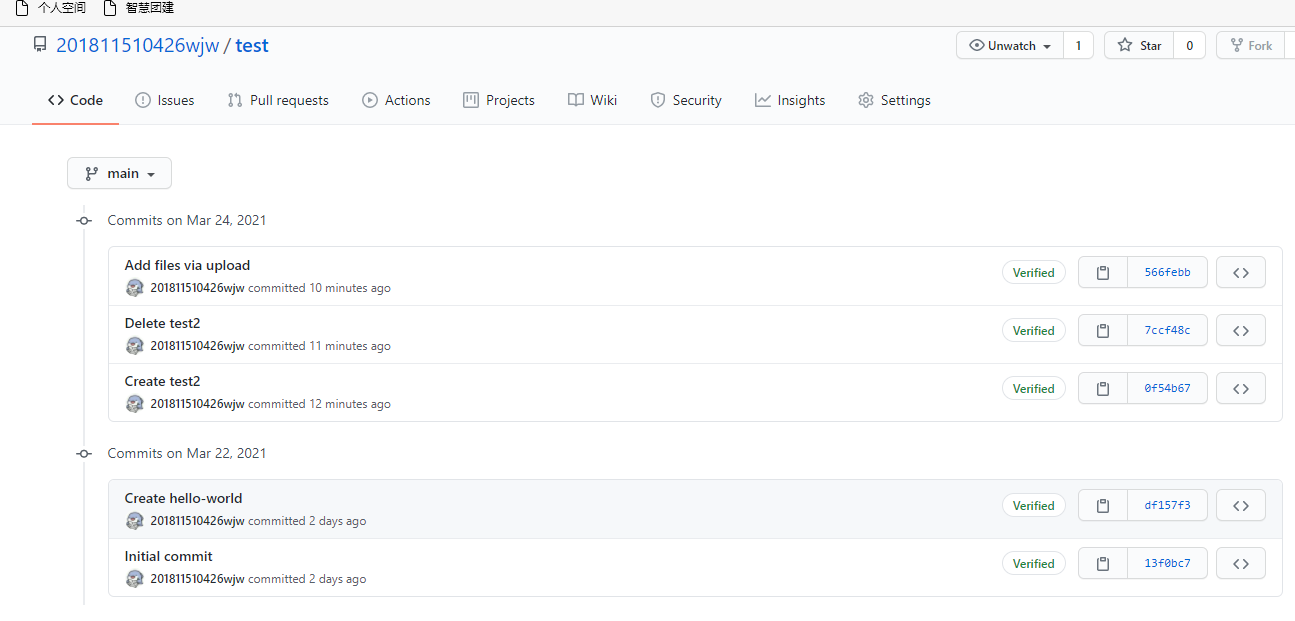 个人空间 智慧团建
201811510426wjw / test Unwatch 1 Star 0 Fork
Code Issues Pull requests Actions Projects Wiki Security Insights Settings
main
Commits on Mar 24, 2021
Add files via upload
201811510426wjw committed 10 minutes ago Verified 566febb
Delete test2
201811510426wjw committed 11 minutes ago Verified 7ccf48c
Create test2
201811510426wjw committed 12 minutes ago Verified 0f54b67
Commits on Mar 22, 2021
Create hello-world
201811510426wjw committed 2 days ago Verified df157f3
Initial commit
201811510426wjw committed 2 days ago Verified 13f0bc7